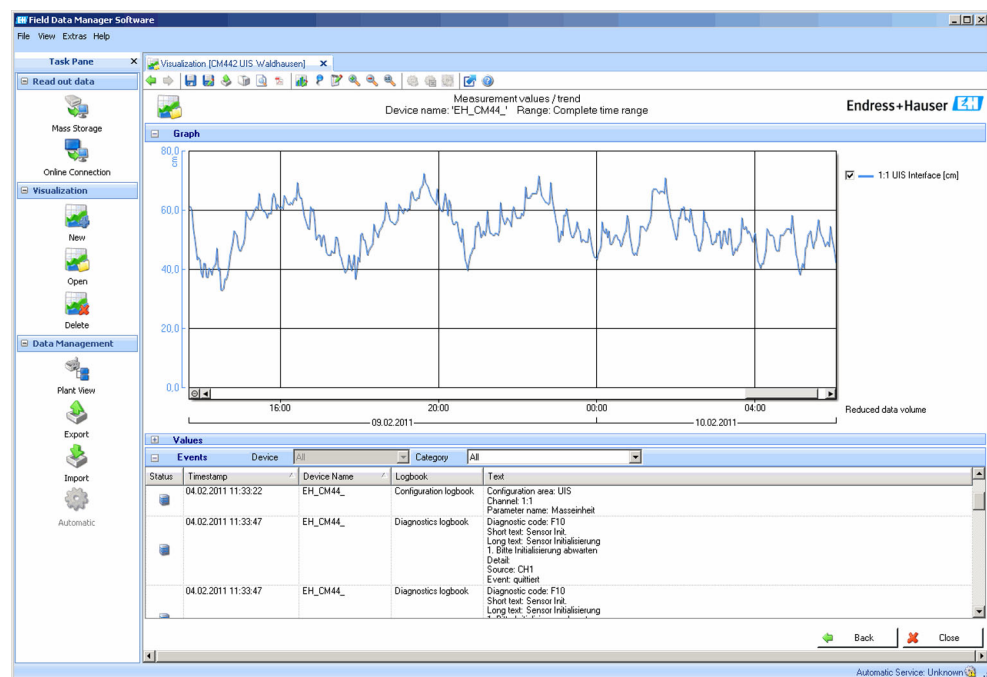 Field Data Manager Software
File View Extras Help
Task Pane X
Visualization [CM442 UIS Waldhausen] X
Read out data
Mass Storage
Online Connection
Visualization
New
Open
Delete
Data Management
Plant View
Export
Import
Automatic
Measurement values / trend
Device name: 'EH_CM44_' Range: Complete time range
Endress+Hauser EH
Graph
80,0
cm
60,0
40,0
20,0
0,0
1:1 UIS Interface [cm]
16:00 20:00 00:00 04:00
09.02.2011 10.02.2011
Reduced data volume
Values
Events Device All Category All
Status Timestamp Device Name Logbook Text
04.02.2011 11:33:22 EH_CM44_ Configuration logbook Configuration area: UIS
Channel: 1:1
Parameter name: Masseinheit
04.02.2011 11:33:47 EH_CM44_ Diagnostics logbook Diagnostic code: F10
Short text: Sensor Init.
Long text: Sensor Initialisierung
1. Bitte Initialisierung abwarten
Detail:
Source: CH1
Event: quittiert
04.02.2011 11:33:47 EH_CM44_ Diagnostics logbook Diagnostic code: F10
Short text: Sensor Init.
Long text: Sensor Initialisierung
Back Close
Automatic Service: Unknown